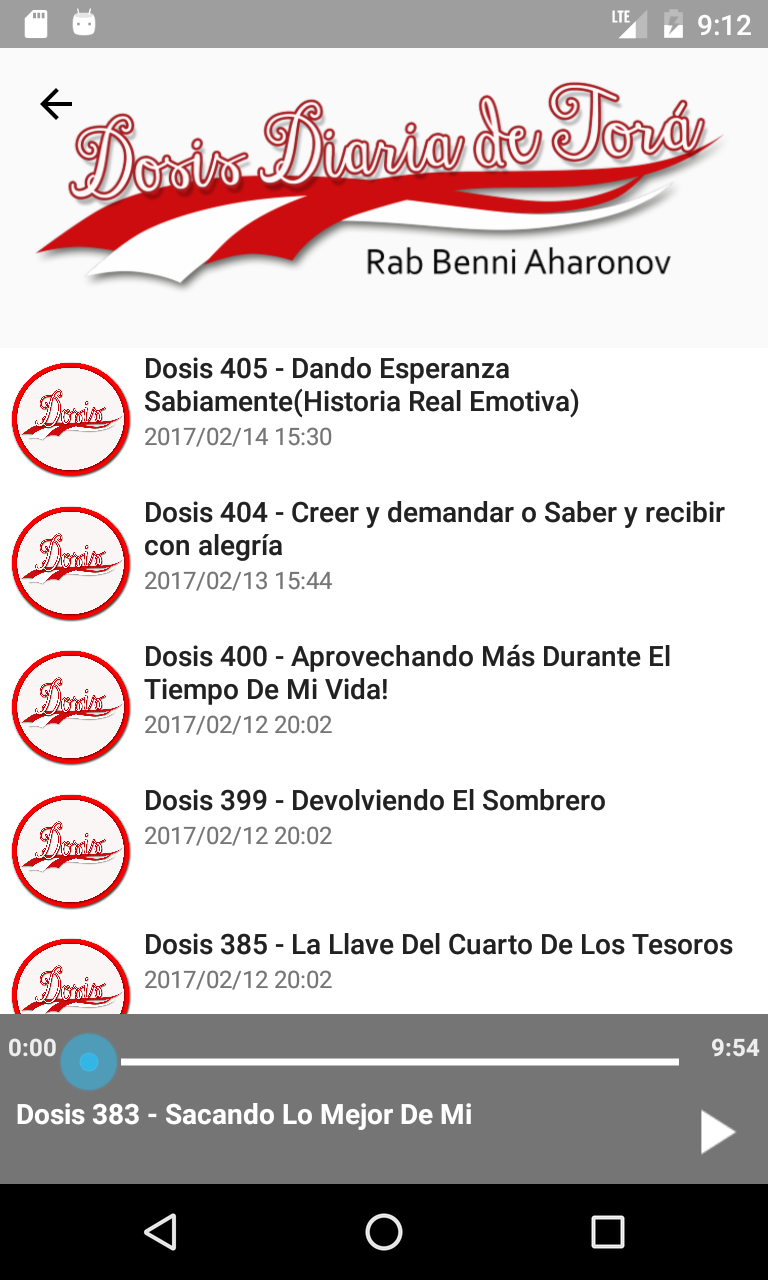 LTE 9:12
Dosis Diaria de Torá
Rab Benni Aharonov
Dosis 405 - Dando Esperanza
Sabiamente(Historia Real Emotiva)
2017/02/14 15:30
Dosis
Dosis 404 - Creer y demandar o Saber y recibir
con alegría
2017/02/13 15:44
Dosis
Dosis 400 - Aprovechando Más Durante El
Tiempo De Mi Vida!
2017/02/12 20:02
Dosis
Dosis 399 - Devolviendo El Sombrero
2017/02/12 20:02
Dosis
Dosis 385 - La Llave Del Cuarto De Los Tesoros
2017/02/12 20:02
Dosis
0:00 9:54
Dosis 383 - Sacando Lo Mejor De Mi